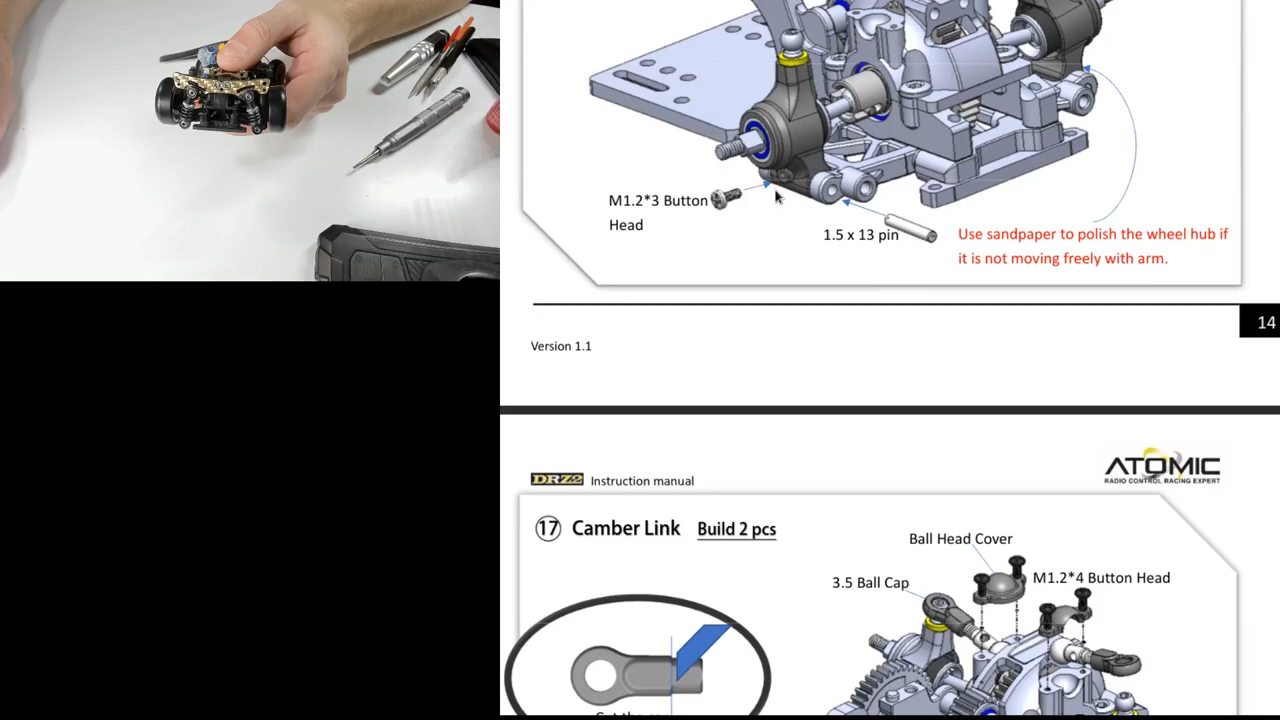 M1.2*3 Button
Head
1.5 x 13 pin
Use sandpaper to polish the wheel hub if
it is not moving freely with arm.
14
Version 1.1
DRZ2 Instruction manual
ATOMIC
RADIO CONTROL RACING EXPERT
17 Camber Link Build 2 pcs
Ball Head Cover
3.5 Ball Cap
M1.2*4 Button Head